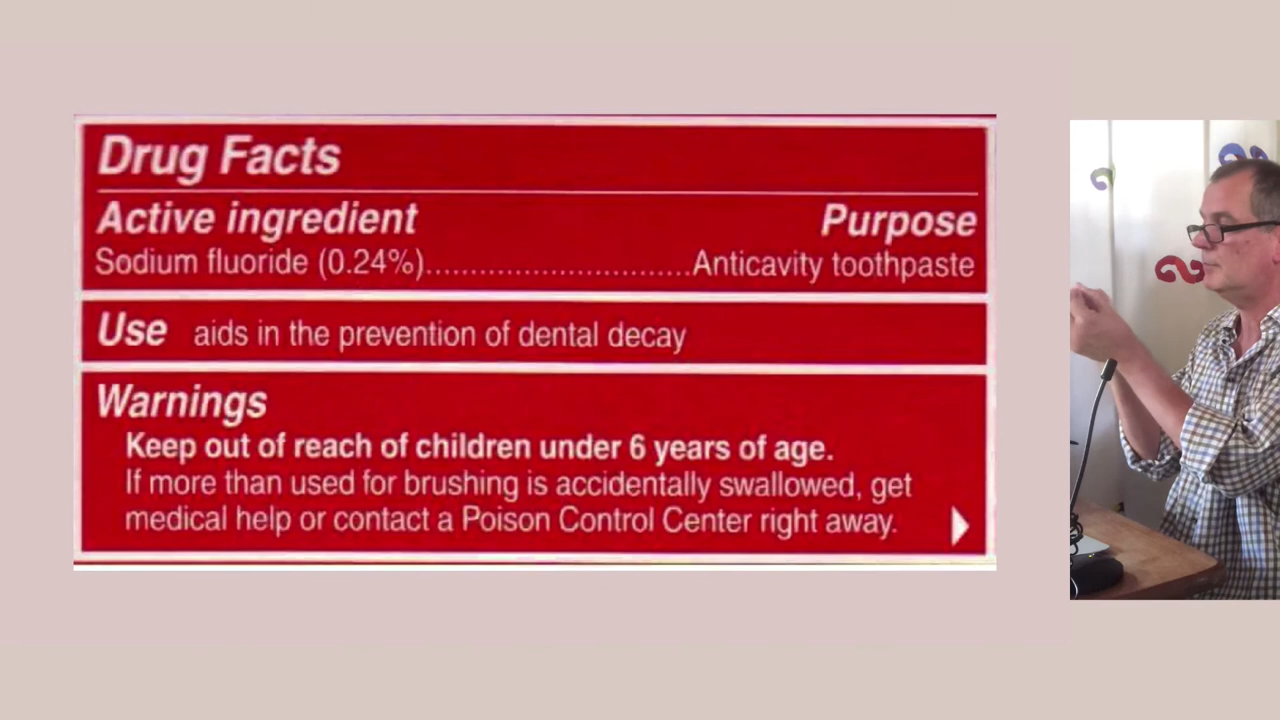 Drug Facts
Active ingredient Purpose
Sodium fluoride (0.24%)..............................Anticavity toothpaste
Use aids in the prevention of dental decay
Warnings
Keep out of reach of children under 6 years of age.
If more than used for brushing is accidentally swallowed, get
medical help or contact a Poison Control Center right away.